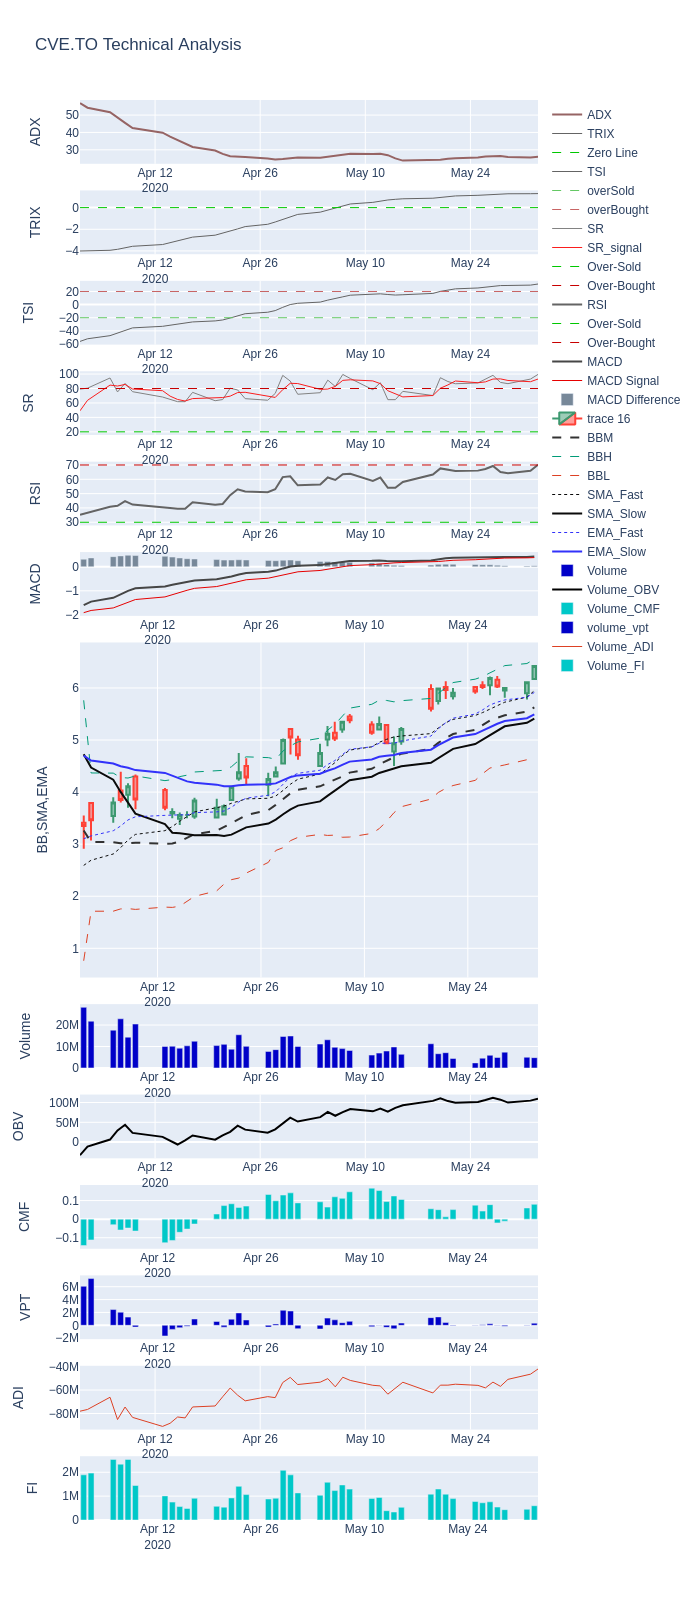 CVE.TO Technical Analysis
ADX
50
40
30
Apr 12
2020
Apr 26
May 10
May 24
TRIX
0
−2
−4
Apr 12
2020
Apr 26
May 10
May 24
TSI
20
0
−20
−40
−60
Apr 12
2020
Apr 26
May 10
May 24
SR
100
80
60
40
20
Apr 12
2020
Apr 26
May 10
May 24
RSI
70
60
50
40
30
Apr 12
2020
Apr 26
May 10
May 24
MACD
0
−1
−2
Apr 12
2020
Apr 26
May 10
May 24
BB,SMA,EMA
6
5
4
3
2
1
Apr 12
2020
Apr 26
May 10
May 24
Volume
20M
10M
0
Apr 12
2020
Apr 26
May 10
May 24
OBV
100M
50M
0
Apr 12
2020
Apr 26
May 10
May 24
CMF
0.1
0
−0.1
Apr 12
2020
Apr 26
May 10
May 24
VPT
6M
4M
2M
0
−2M
Apr 12
2020
Apr 26
May 10
May 24
ADI
−40M
−60M
−80M
Apr 12
2020
Apr 26
May 10
May 24
FI
2M
1M
0
Apr 12
2020
Apr 26
May 10
May 24
ADX
TRIX
Zero Line
TSI
overSold
overBought
SR
SR_signal
Over-Sold
Over-Bought
RSI
Over-Sold
Over-Bought
MACD
MACD Signal
MACD Difference
trace 16
BBM
BBH
BBL
SMA_Fast
SMA_Slow
EMA_Fast
EMA_Slow
Volume
Volume_OBV
Volume_CMF
volume_vpt
Volume_ADI
Volume_FI